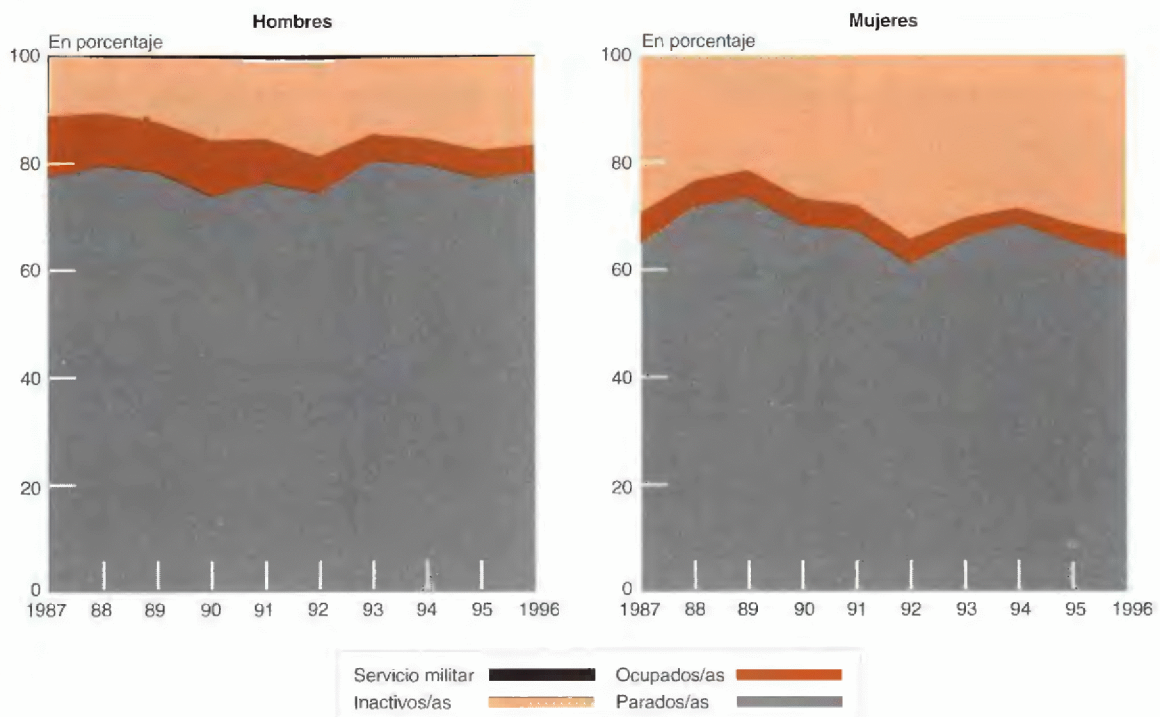 Hombres
En porcentaje
100
80
60
40
20
0
1987 88 89 90 91 92 93 94 95 1996
Mujeres
En porcentaje
100
80
60
40
20
0
1987 88 89 90 91 92 93 94 95 1996
Servicio militar Ocupados/as
Inactivos/as Parados/as